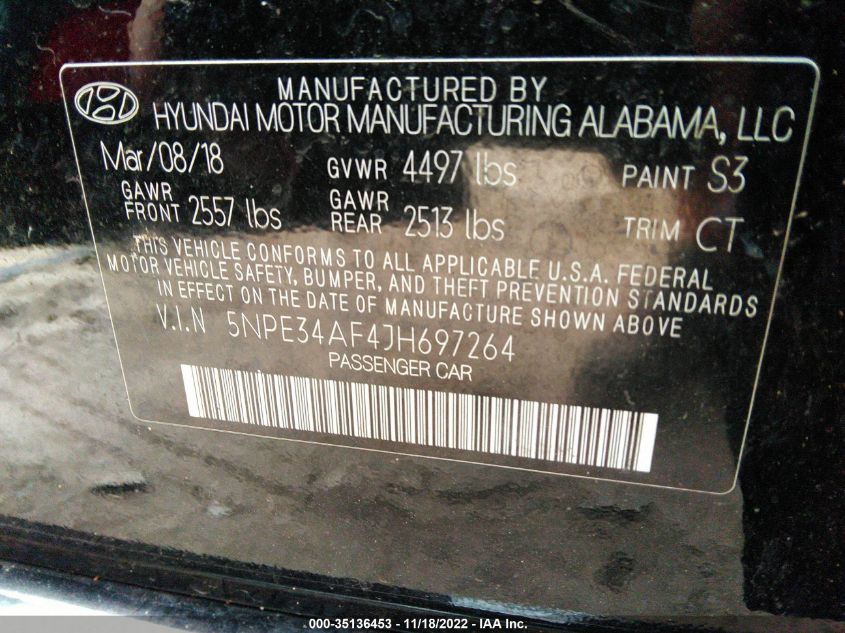 MANUFACTURED BY
HYUNDAI MOTOR MANUFACTURING ALABAMA, LLC
Mar/08/18 GVWR 4497 lbs PAINT S3
GAWR FRONT 2557 lbs GAWR REAR 2513 lbs TRIM CT
THIS VEHICLE CONFORMS TO ALL APPLICABLE U.S.A. FEDERAL
MOTOR VEHICLE SAFETY, BUMPER, AND THEFT PREVENTION STANDARDS
IN EFFECT ON THE DATE OF MANUFACTURE SHOWN ABOVE
V.I.N 5NPE34AF4JH697264
PASSENGER CAR
000-35136453 - 11/18/2022 - IAA Inc.